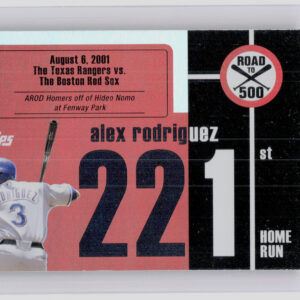 August 6, 2001
The Texas Rangers vs.
The Boston Red Sox
AROD Homers off of Hideo Nomo
at Fenway Park
ROAD
TO
500
alex rodriguez
221
st
HOME
RUN
3